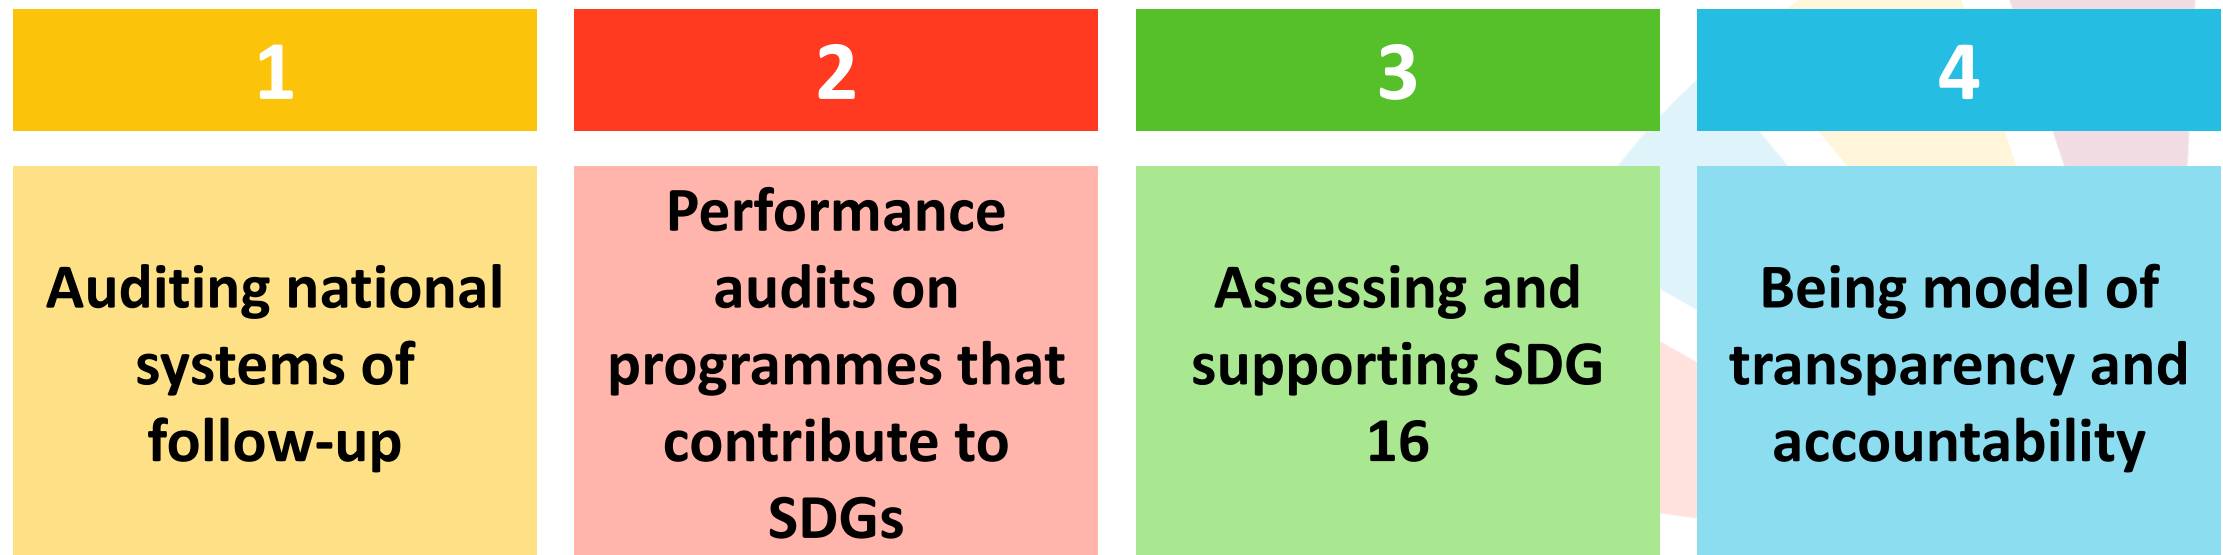 1
Auditing national
systems of
follow-up
2
Performance
audits on
programmes that
contribute to
SDGs
3
Assessing and
supporting SDG
16
4
Being model of
transparency and
accountability